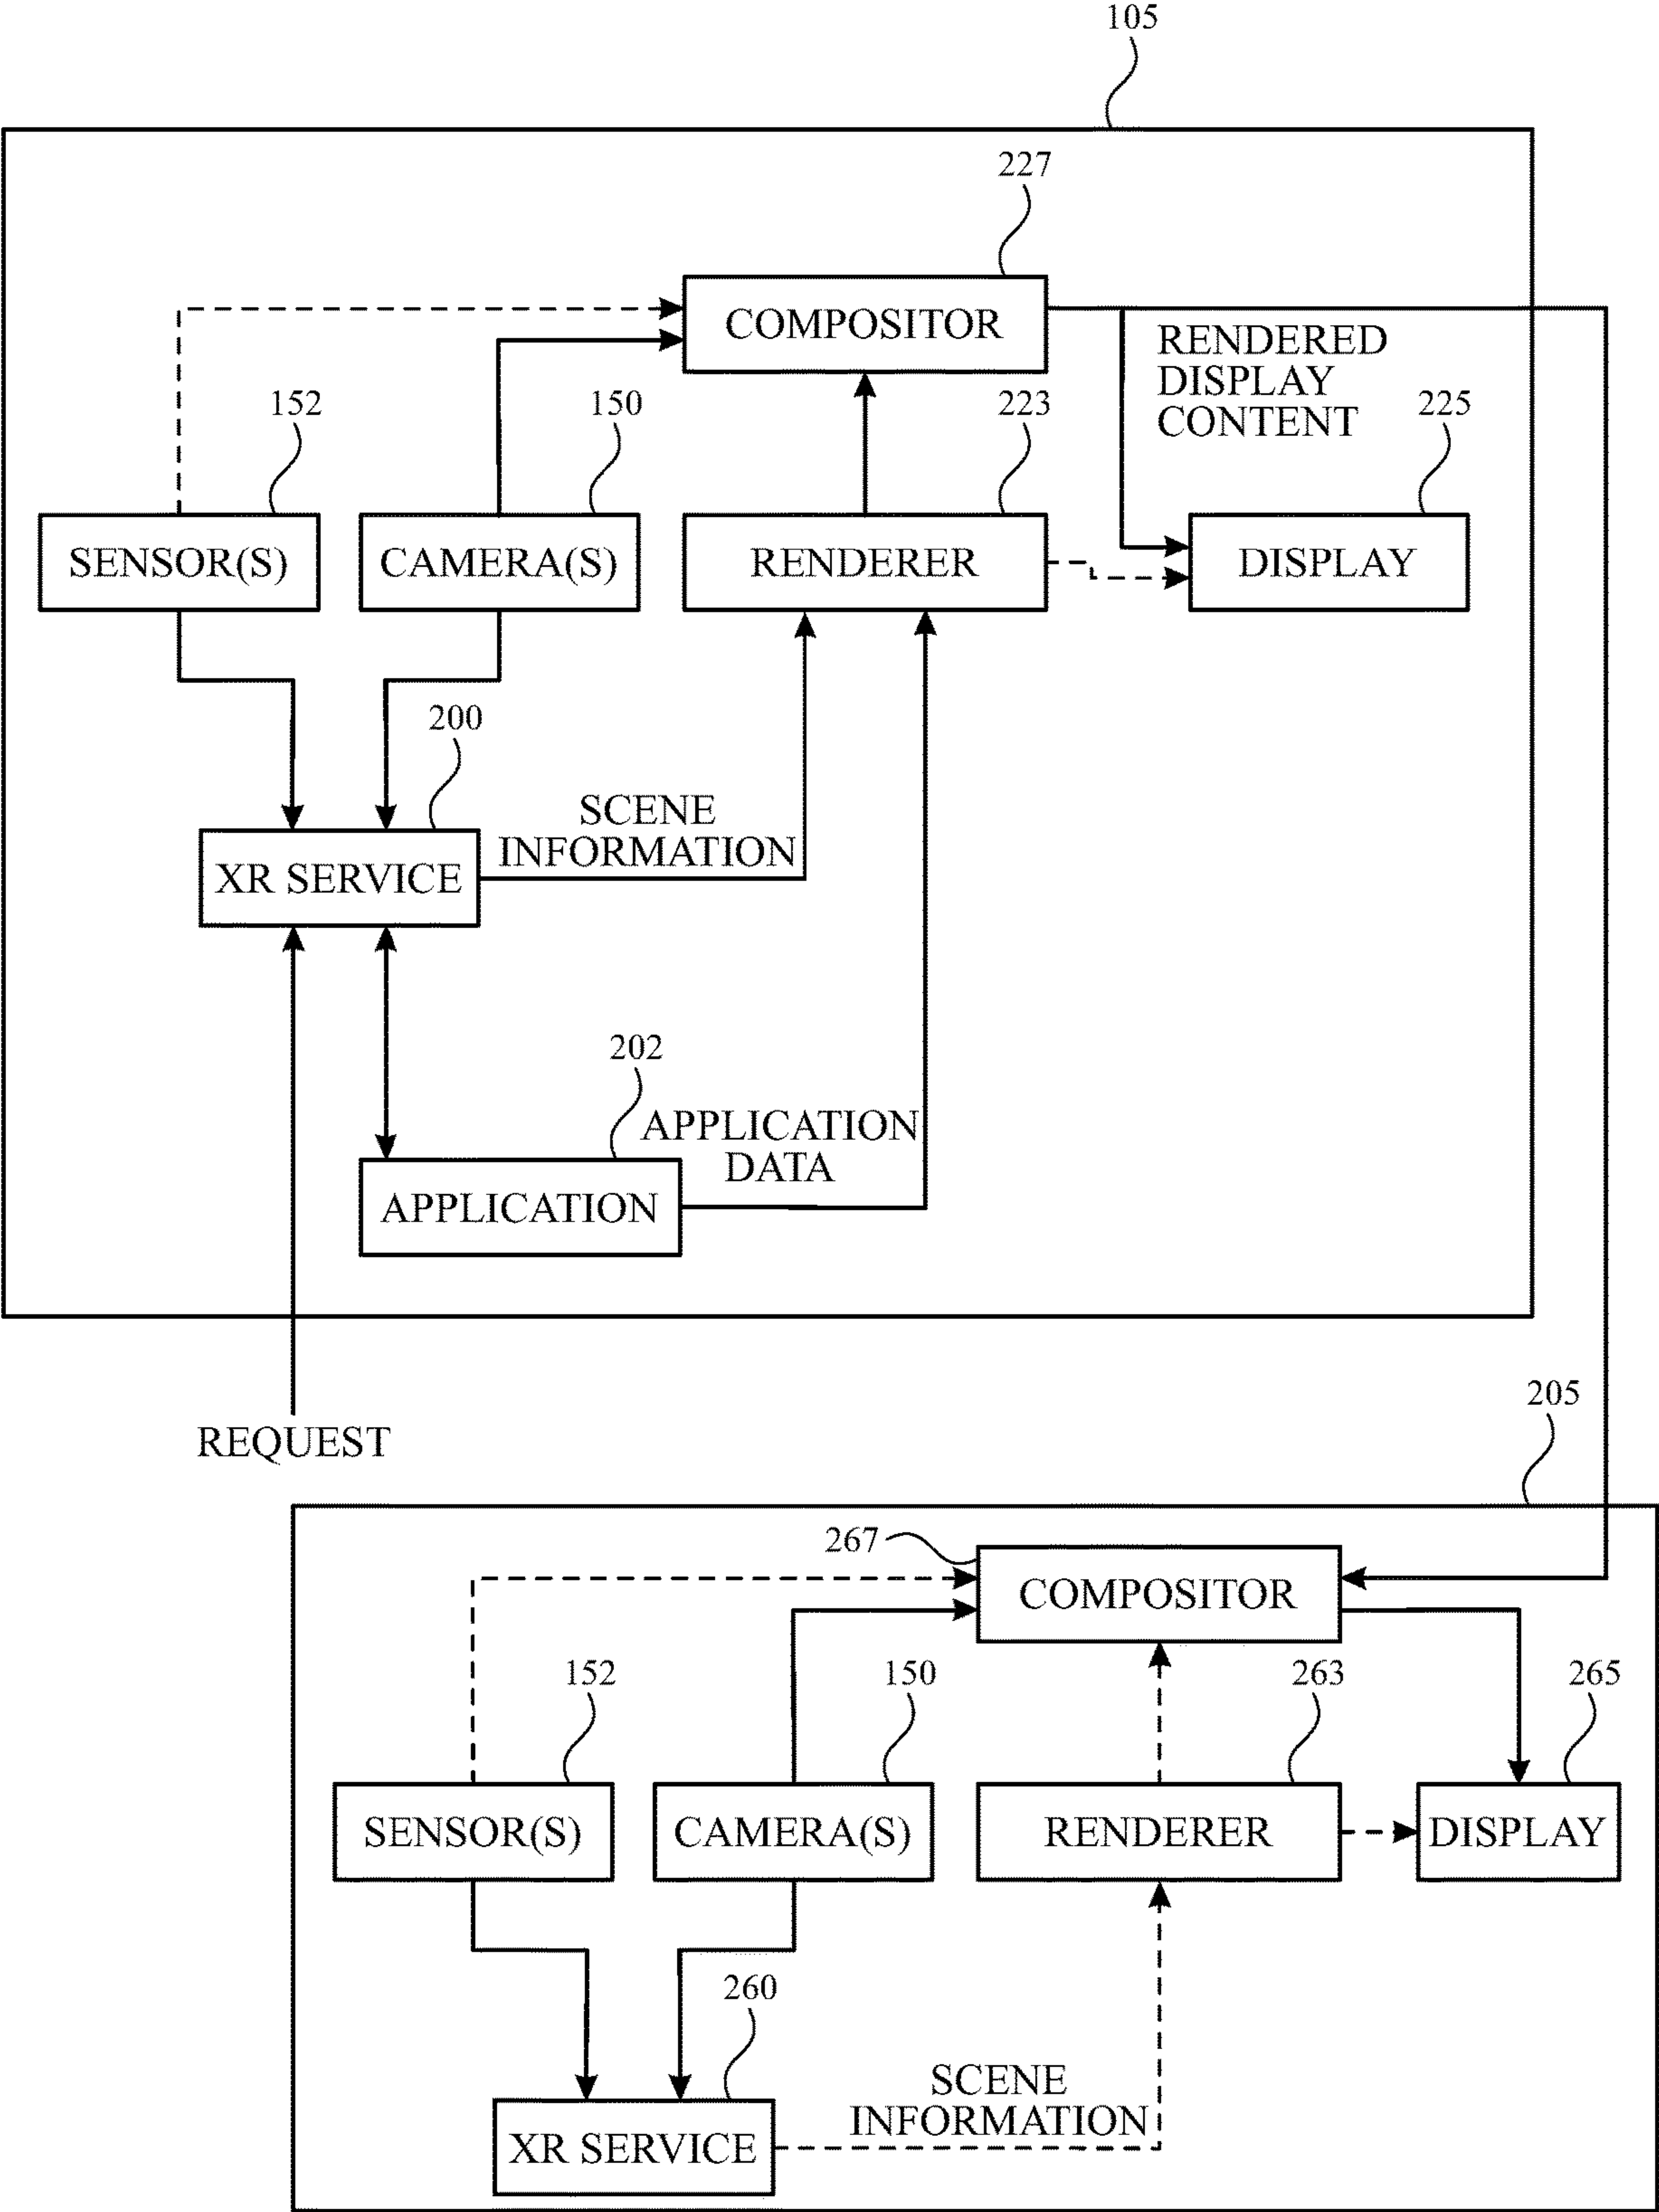 105
227
COMPOSITOR
RENDERED
DISPLAY
CONTENT
152
150
223
225
SENSOR(S)
CAMERA(S)
RENDERER
DISPLAY
200
SCENE
INFORMATION
XR SERVICE
202
APPLICATION
DATA
APPLICATION
REQUEST
205
267
COMPOSITOR
152
150
263
265
SENSOR(S)
CAMERA(S)
RENDERER
DISPLAY
260
SCENE
INFORMATION
XR SERVICE